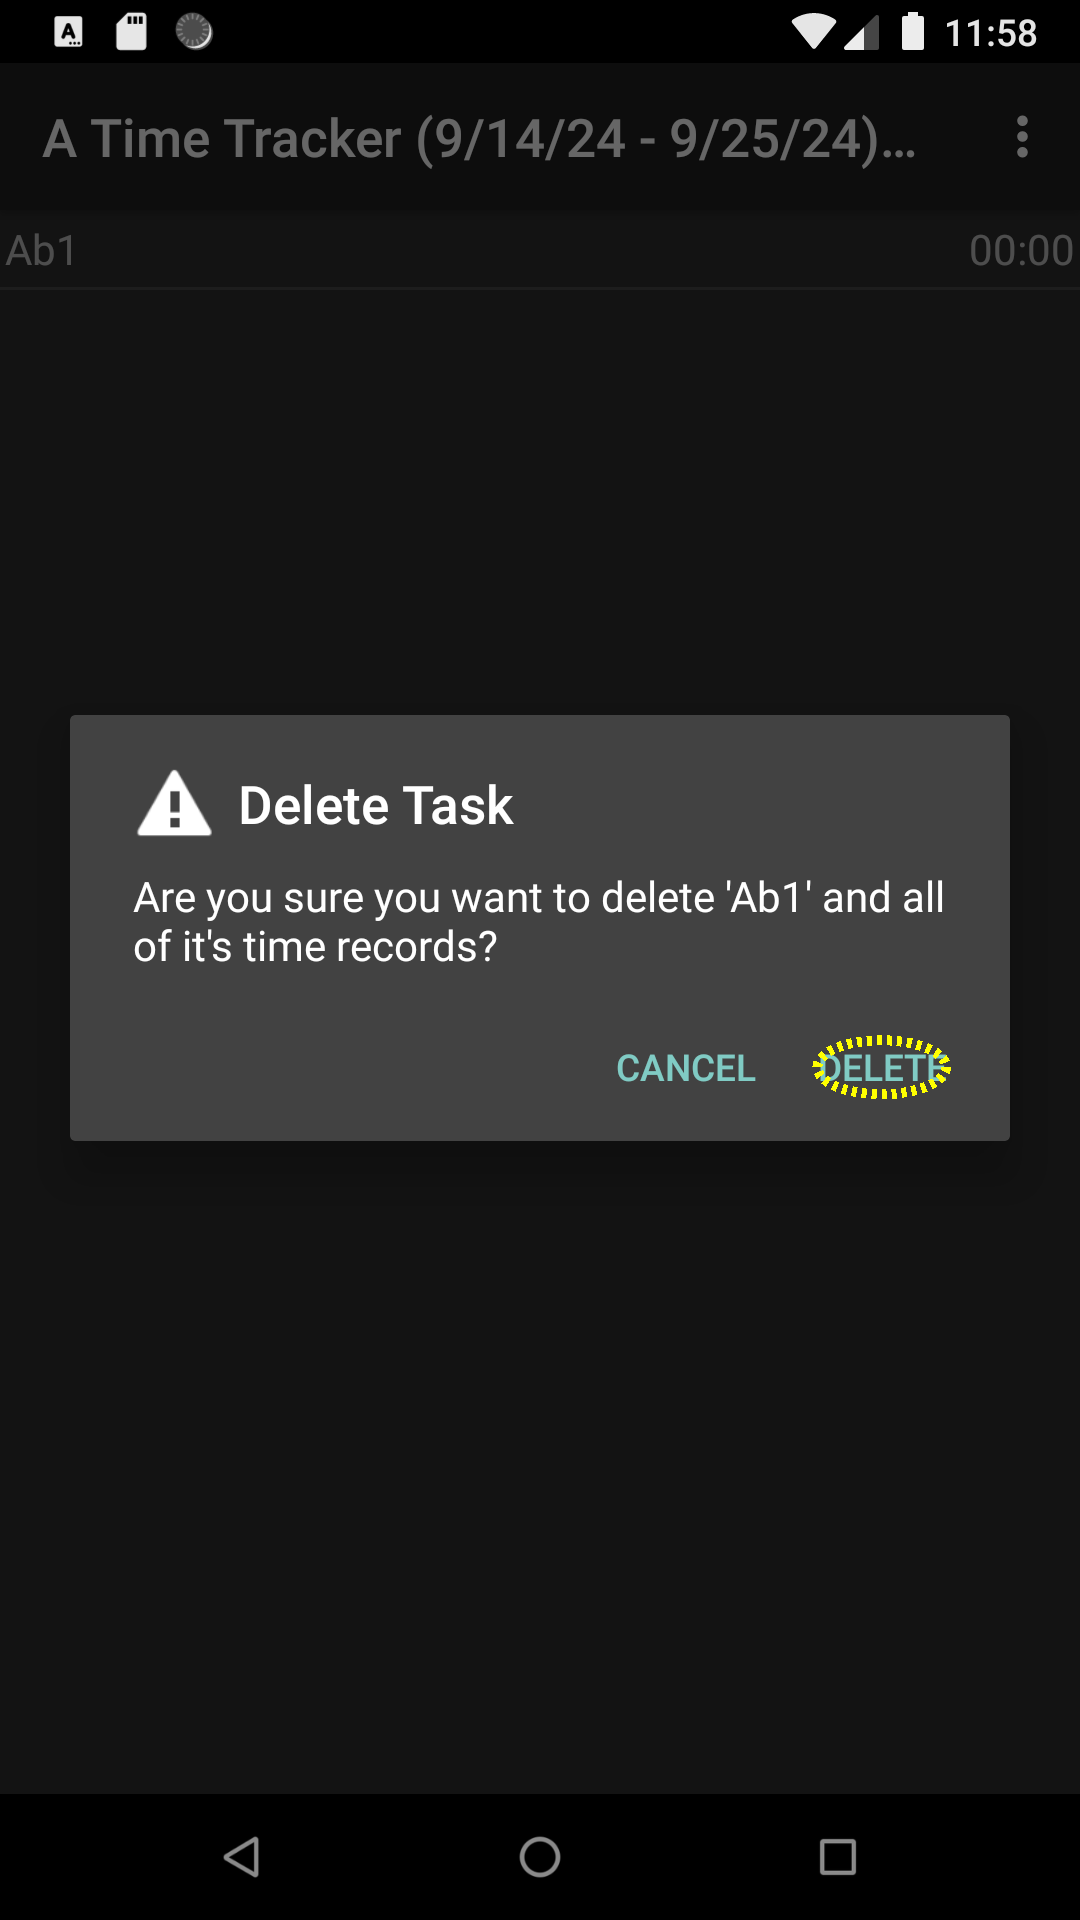 11:58
A Time Tracker (9/14/24 - 9/25/24)...
Ab1 00:00
Delete Task
Are you sure you want to delete 'Ab1' and all
of it's time records?
CANCEL DELETE